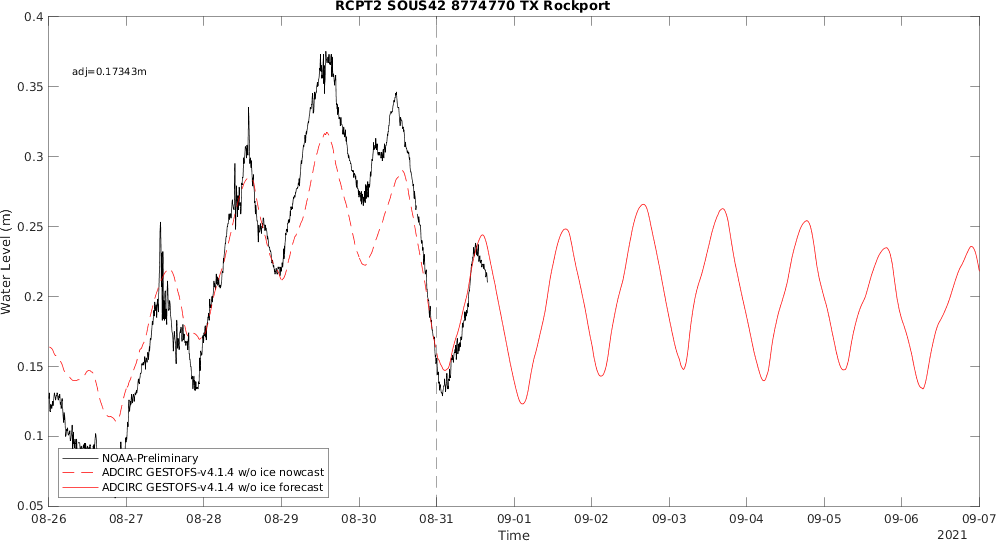 RCPT2 SOUS42 8774770 TX Rockport
0.4
adj=0.17343m
0.35
0.3
0.25
Water Level (m)
0.2
0.15
0.1
NOAA-Preliminary
ADCIRC GESTOFS-v4.1.4 w/o ice nowcast
ADCIRC GESTOFS-v4.1.4 w/o ice forecast
0.05
08-26 08-27 08-28 08-29 08-30 08-31 09-01 09-02 09-03 09-04 09-05 09-06 09-07
Time
2021